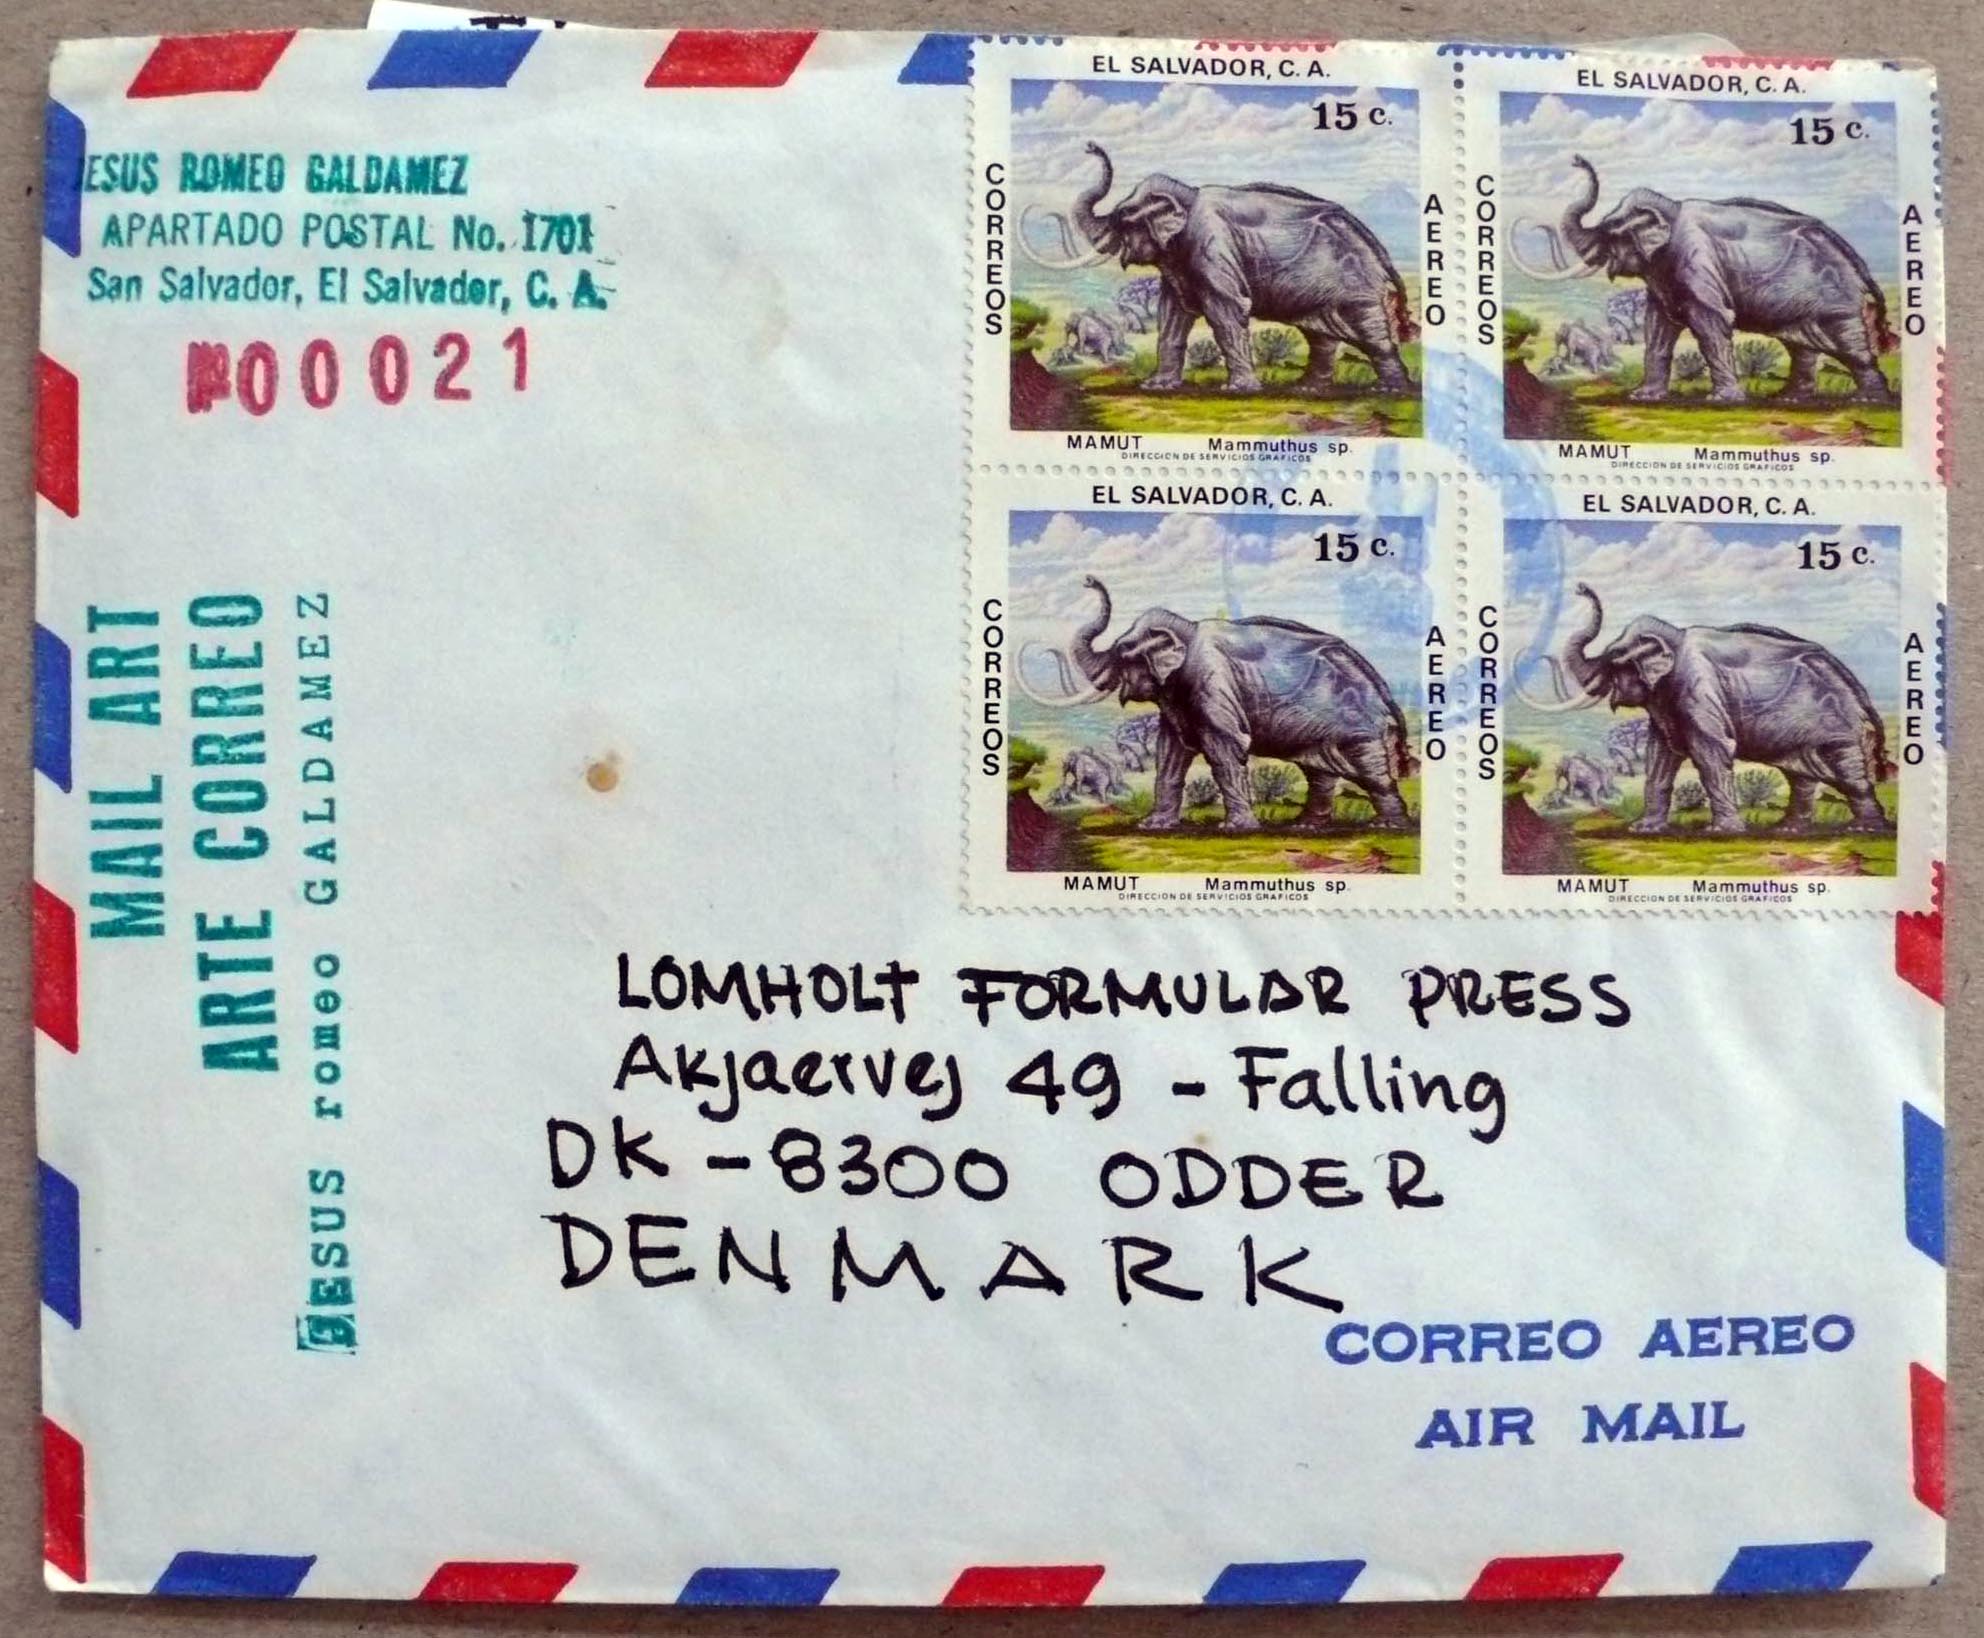 ESUS ROMEO GALDAMEZ
APARTADO POSTAL No. 1701
San Salvador, El Salvador, C. A.
00021
MAIL ART
ARTE CORREO
JESUS romeo GALDAMEZ
EL SALVADOR, C. A.
15 c.
CORREOS
AEREO
MAMUT Mammuthus sp.
DIRECCION DE SERVICIOS GRAFICOS
EL SALVADOR, C. A.
15 c.
CORREOS
AEREO
MAMUT Mammuthus sp.
DIRECCION DE SERVICIOS GRAFICOS
EL SALVADOR, C. A.
15 c.
CORREOS
AEREO
MAMUT Mammuthus sp.
DIRECCION DE SERVICIOS GRAFICOS
EL SALVADOR, C. A.
15 c.
CORREOS
AEREO
MAMUT Mammuthus sp.
DIRECCION DE SERVICIOS GRAFICOS
LOMHOLT FORMULAR PRESS
Akjaervej 49 - Falling
DK - 8300 ODDER
DENMARK
CORREO AEREO
AIR MAIL